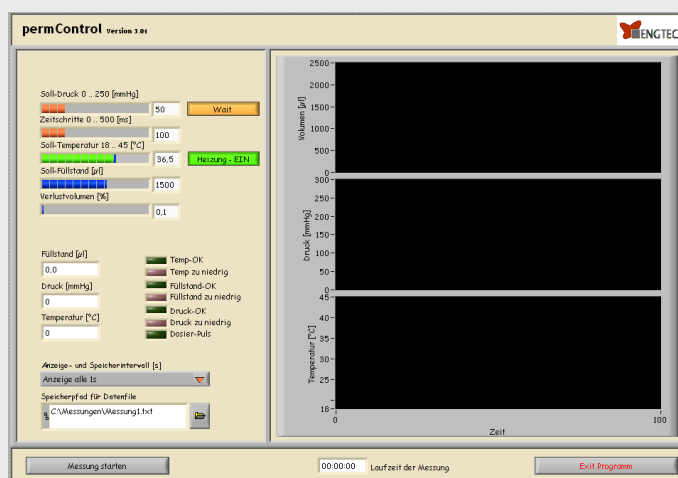 permControl Version 3.01
ENGTEC
Soll-Druck 0 .. 250 [mmHg]
50
Wait
Zeitschritte 0 .. 500 [ms]
100
Soll-Temperatur 18 .. 45 [°C]
36,5
Heizung - EIN
Soll-Füllstand [µl]
1500
Verlustvolumen [%]
0,1
Füllstand [µl]
0,0
Druck [mmHg]
0
Temperatur [°C]
0
Temp-OK
Temp zu niedrig
Füllstand-OK
Füllstand zu niedrig
Druck-OK
Druck zu niedrig
Dosier-Puls
Anzeige- und Speicherintervall [s]
Anzeige alle 1s
Speicherpfad für Datenfile
C:\Messungen\Messung1.txt
Volumen [µl]
2500
2000
1500
1000
500
0
Druck [mmHg]
300
250
200
150
100
50
0
Temperatur [°C]
45
40
35
30
25
18
0
100
Zeit
Messung starten
00:00:00
Laufzeit der Messung
Exit Programm